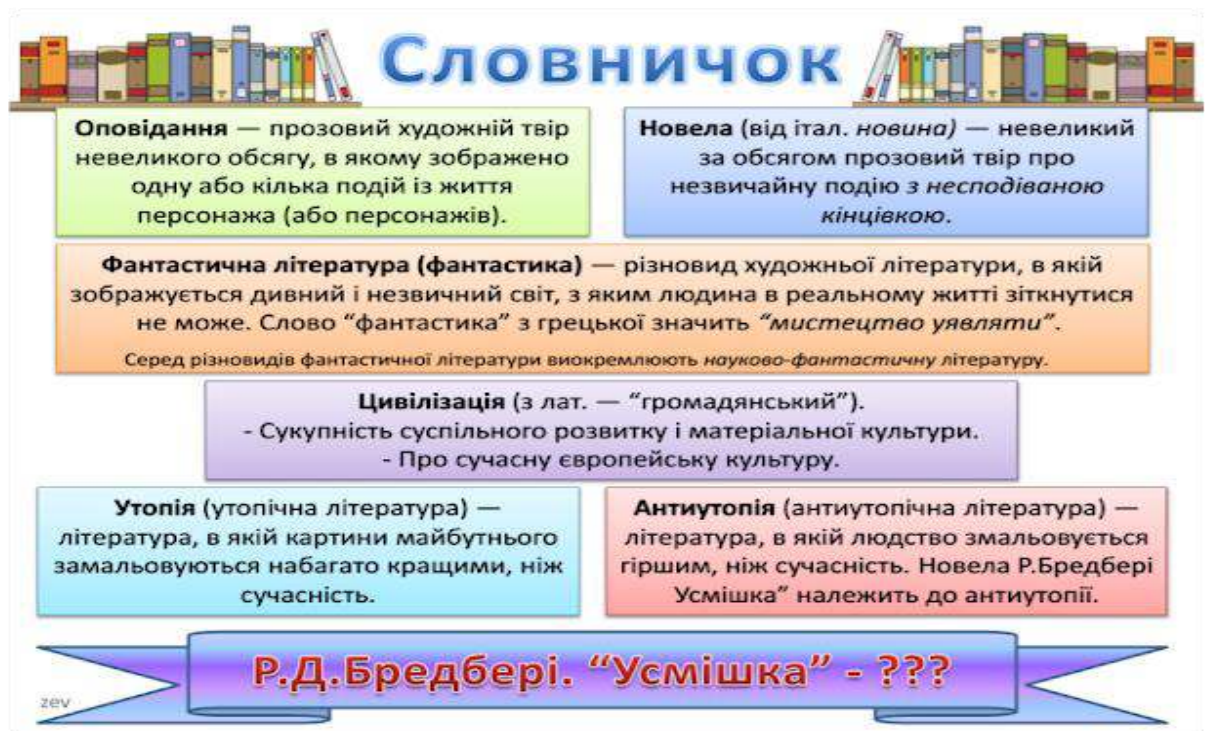 Словничок
Оповідання — прозовий художній твір
невеликого обсягу, в якому зображено
одну або кілька подій із життя
персонажа (або персонажів).
Новела (від італ. новина) — невеликий
за обсягом прозовий твір про
незвичайну подію з несподіваною
кінцівкою.
Фантастична література (фантастика) — різновид художньої літератури, в якій
зображується дивний і незвичний світ, з яким людина в реальному житті зіткнутися
не може. Слово “фантастика” з грецької значить “мистецтво уявляти”.
Серед різновидів фантастичної літератури виокремлюють науково-фантастичну літературу.
Цивілізація (з лат. — “громадянський”).
- Сукупність суспільного розвитку і матеріальної культури.
- Про сучасну європейську культуру.
Утопія (утопічна література) —
література, в якій картини майбутнього
замальовуються набагато кращими, ніж
сучасність.
Антиутопія (антиутопічна література) —
література, в якій людство змальовується
гіршим, ніж сучасність. Новела Р.Бредбері
Усмішка” належить до антиутопії.
Р.Д.Бредбері. “Усмішка” - ???
zev